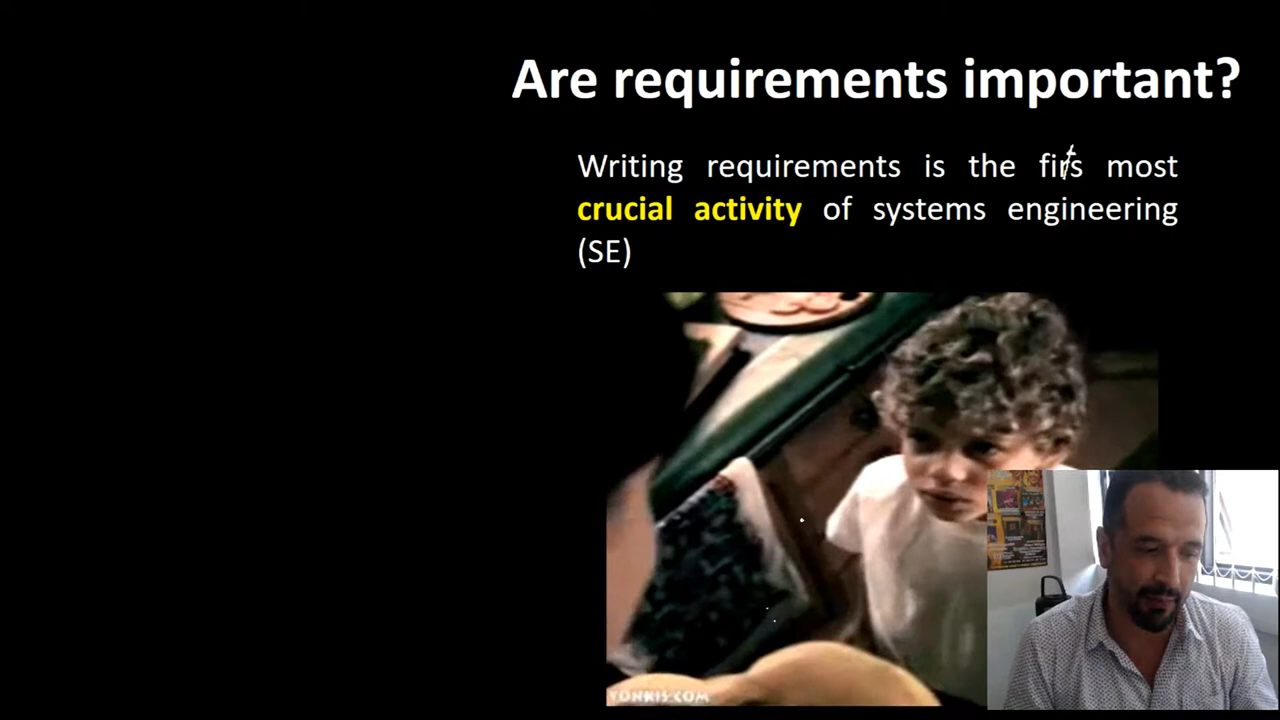 Are requirements important?
Writing requirements is the firs most
crucial activity of systems engineering
(SE)